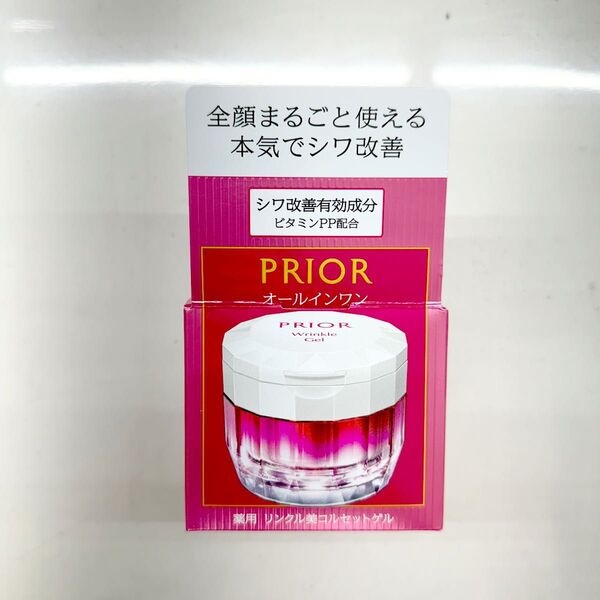 全顔まるごと使える
本気でシワ改善
シワ改善有効成分
ビタミンPP配合
PRIOR
オールインワン
PRIOR
Wrinkle
Gel
薬用 リンクル美コルセットゲル